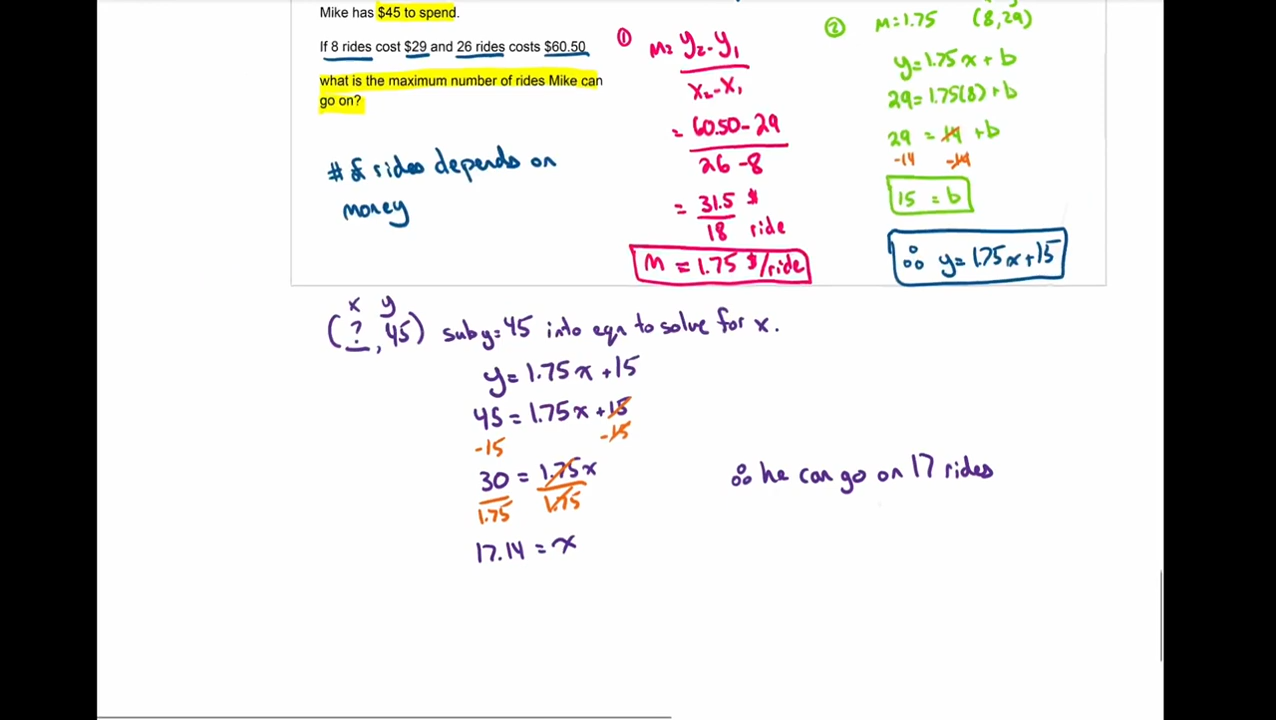 Mike has $45 to spend.
If 8 rides cost $29 and 26 rides costs $60.50
what is the maximum number of rides Mike can
go on?
# of rides depends on
money
①
m= y₂-y₁
x₂-x₁
= 60.50-29
26-8
= 31.5 $
18 ride
m = 1.75 $/ride
②
m=1.75 (8,29)
y=1.75x+b
29=1.75(8)+b
29 = 14 +b
-14 -14
15 = b
∴ y=1.75x+15
x y
(?, 45) sub y=45 into eqn to solve for x.
y=1.75x+15
45=1.75x+15
-15 -15
30 = 1.75x
1.75 1.75
17.14 = x
∴ he can go on 17 rides